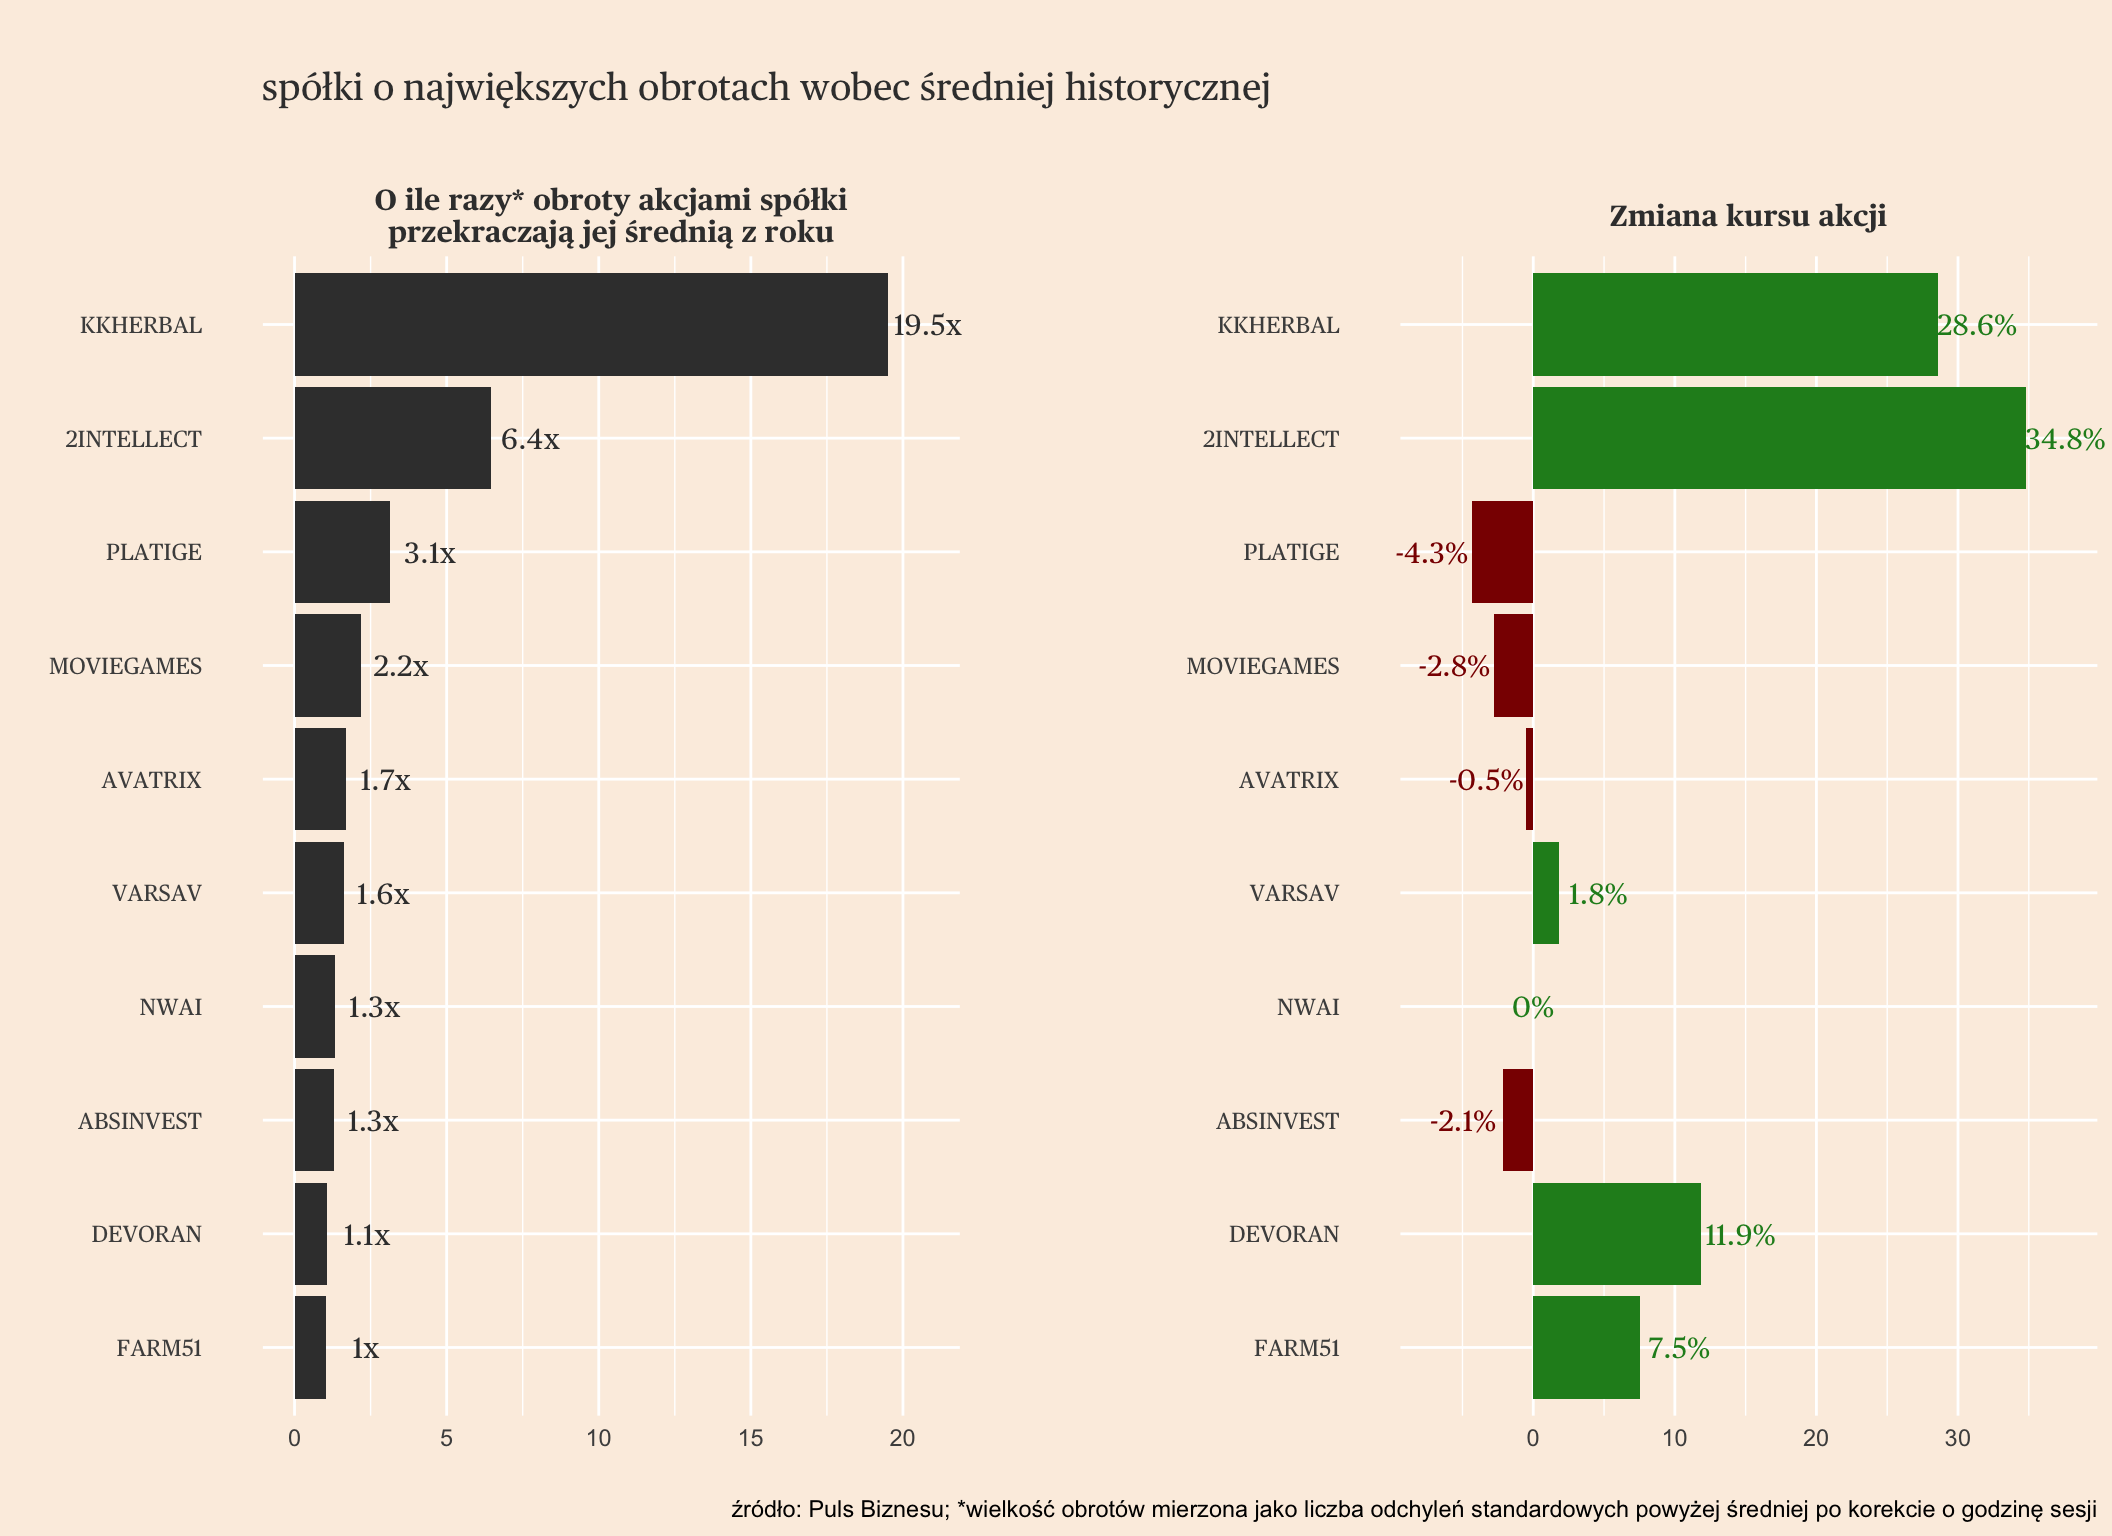 spółki o największych obrotach wobec średniej historycznej
O ile razy* obroty akcjami spółki
przekraczają jej średnią z roku
KKHERBAL 19.5x
2INTELLECT 6.4x
PLATIGE 3.1x
MOVIEGAMES 2.2x
AVATRIX 1.7x
VARSAV 1.6x
NWAI 1.3x
ABSINVEST 1.3x
DEVORAN 1.1x
FARM51 1x
0 5 10 15 20
Zmiana kursu akcji
KKHERBAL 28.6%
2INTELLECT 34.8%
PLATIGE -4.3%
MOVIEGAMES -2.8%
AVATRIX -0.5%
VARSAV 1.8%
NWAI 0%
ABSINVEST -2.1%
DEVORAN 11.9%
FARM51 7.5%
0 10 20 30
źródło: Puls Biznesu; *wielkość obrotów mierzona jako liczba odchyleń standardowych powyżej średniej po korekcie o godzinę sesji